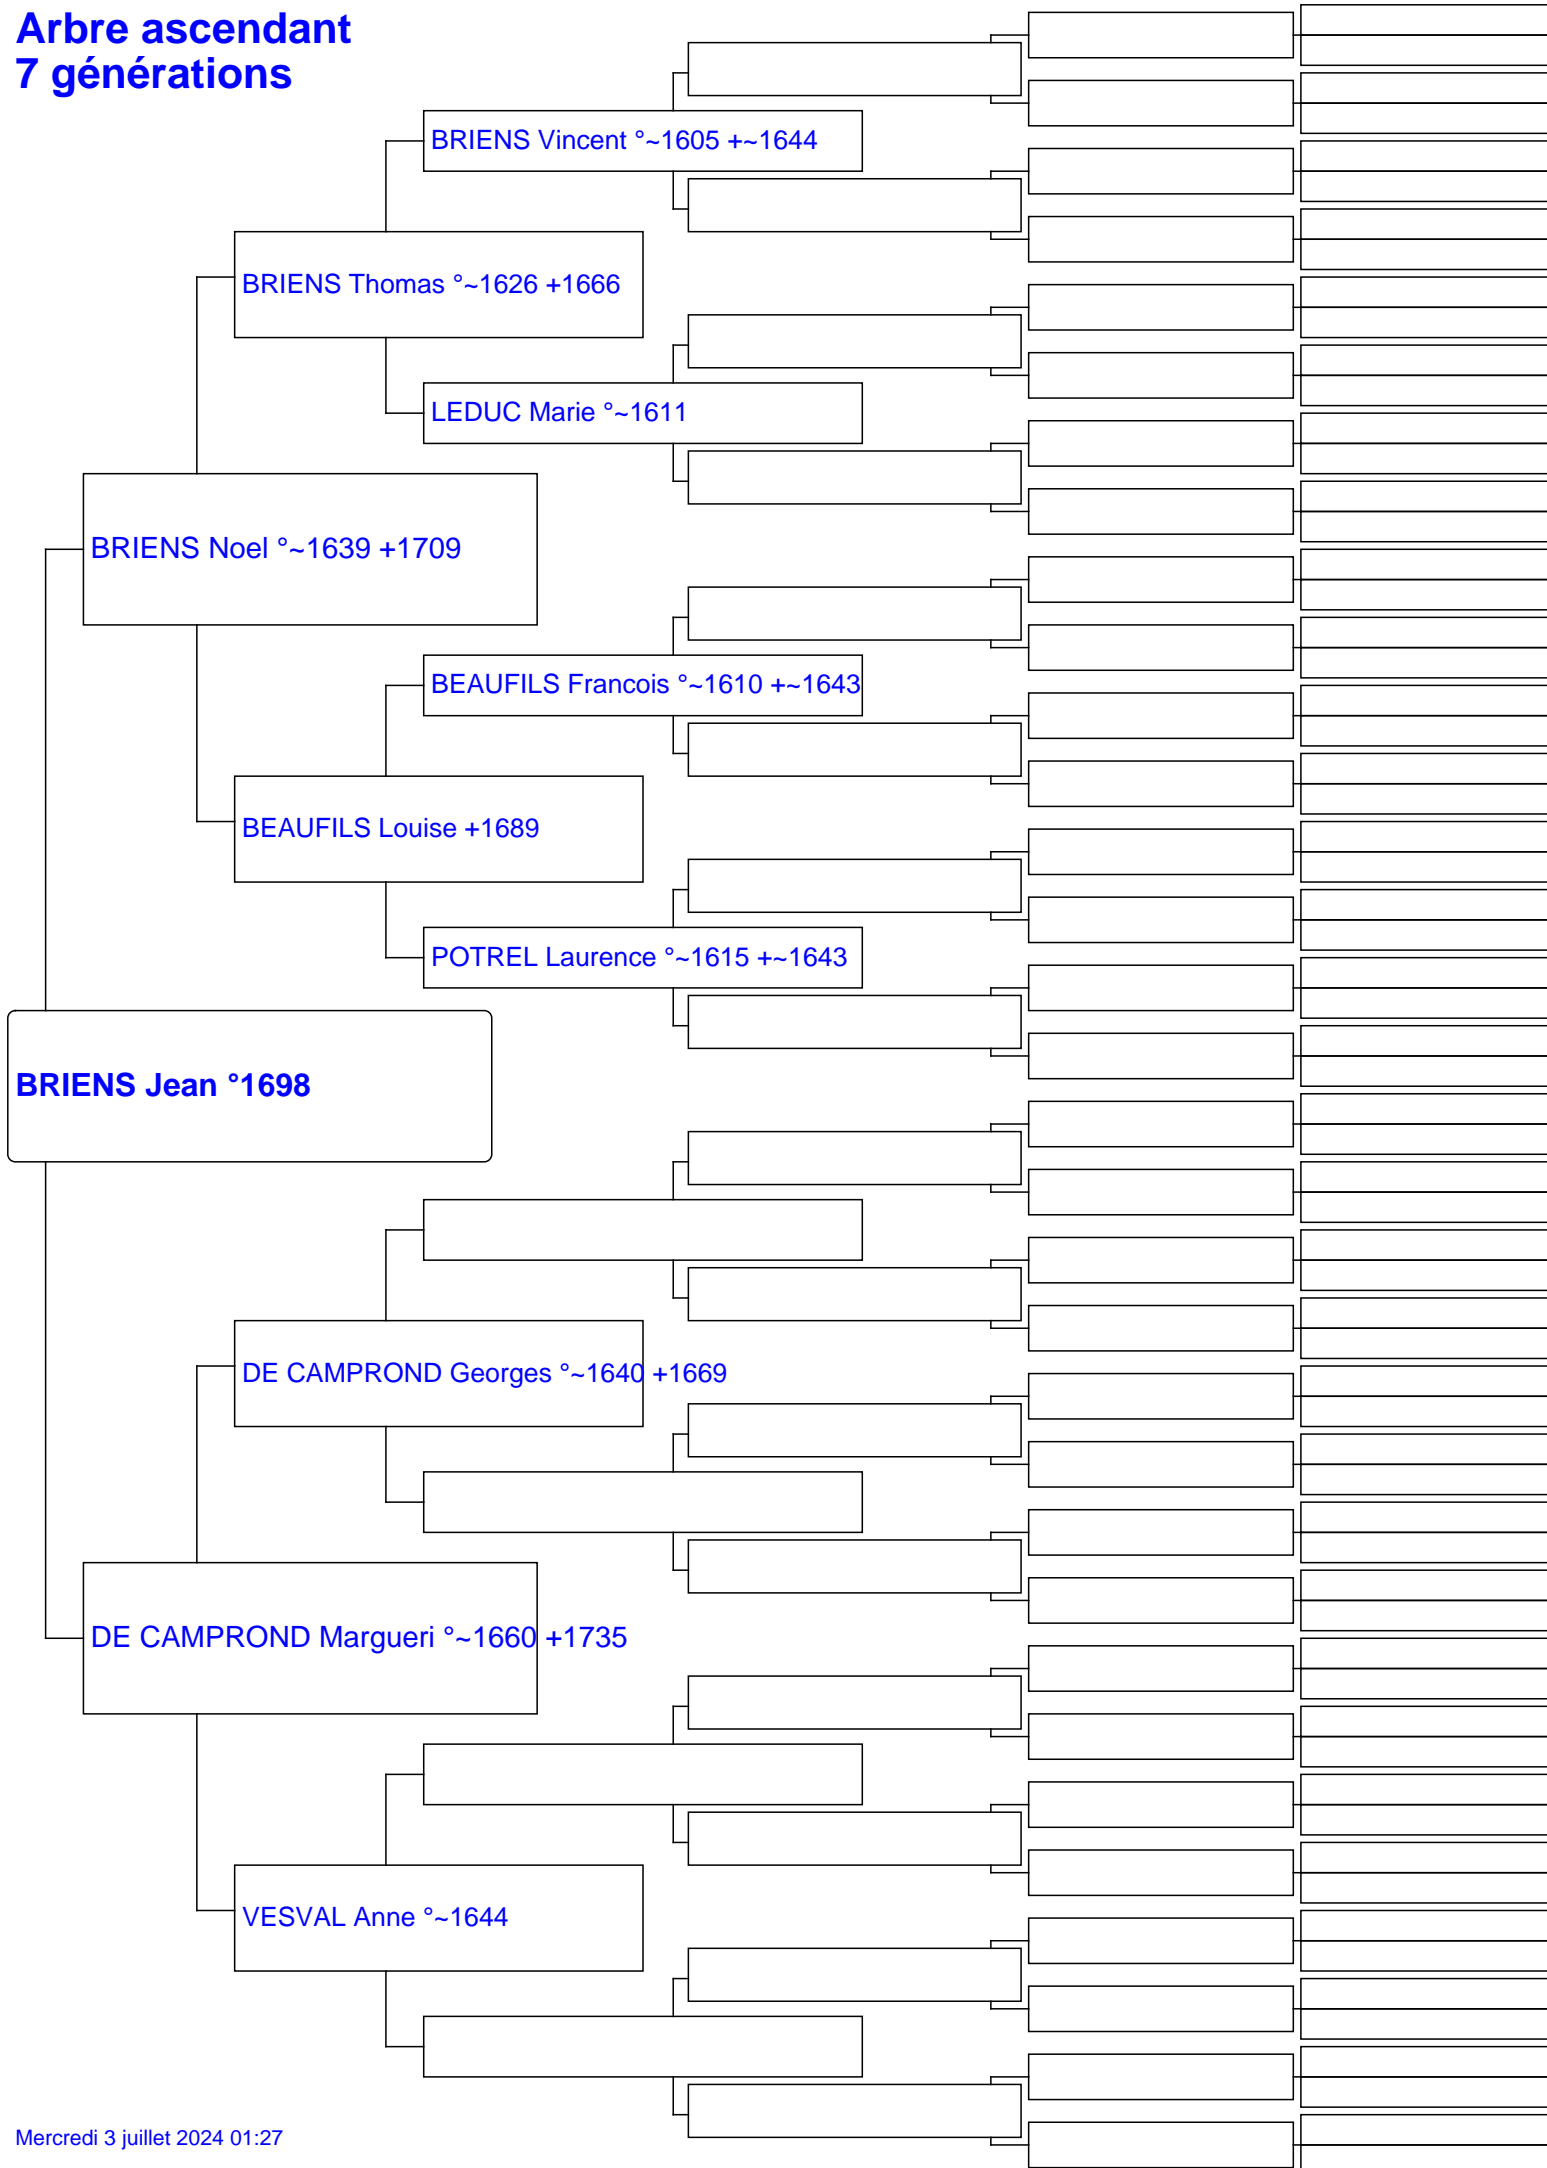 Arbre ascendant
7 générations
BRIENS Vincent °~1605 +~1644
BRIENS Thomas °~1626 +1666
LEDUC Marie °~1611
BRIENS Noel °~1639 +1709
BEAUFILS Francois °~1610 +~1643
BEAUFILS Louise +1689
POTREL Laurence °~1615 +~1643
BRIENS Jean °1698
DE CAMPROND Georges °~1640 +1669
DE CAMPROND Margueri °~1660 +1735
VESVAL Anne °~1644
Mercredi 3 juillet 2024 01:27